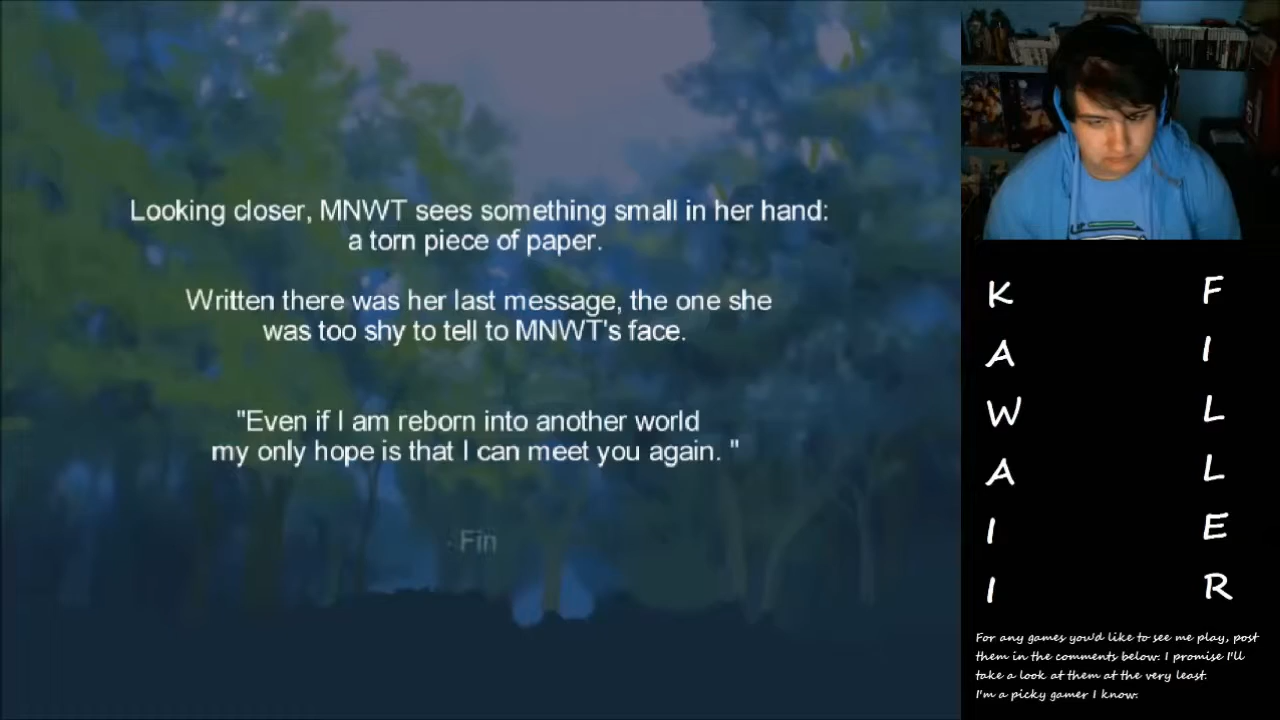 Looking closer, MNWT sees something small in her hand:
a torn piece of paper.
Written there was her last message, the one she
was too shy to tell to MNWT's face.
"Even if I am reborn into another world
my only hope is that I can meet you again. "
- Fin
KAWAII
FILLER
For any games you'd like to see me play, post
them in the comments below. I promise I'll
take a look at them at the very least.
I'm a picky gamer I know.